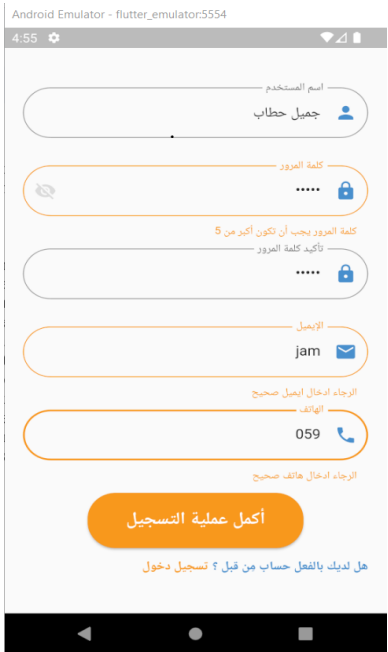 Android Emulator - flutter_emulator:5554
4:55
اسم المستخدم
جميل حطاب
كلمة المرور
•••••
كلمة المرور يجب أن تكون أكبر من 5
تأكيد كلمة المرور
•••••
الإيميل
jam
الرجاء ادخال ايميل صحيح
الهاتف
059
الرجاء ادخال هاتف صحيح
أكمل عملية التسجيل
هل لديك بالفعل حساب مِن قبل ؟ تسجيل دخول